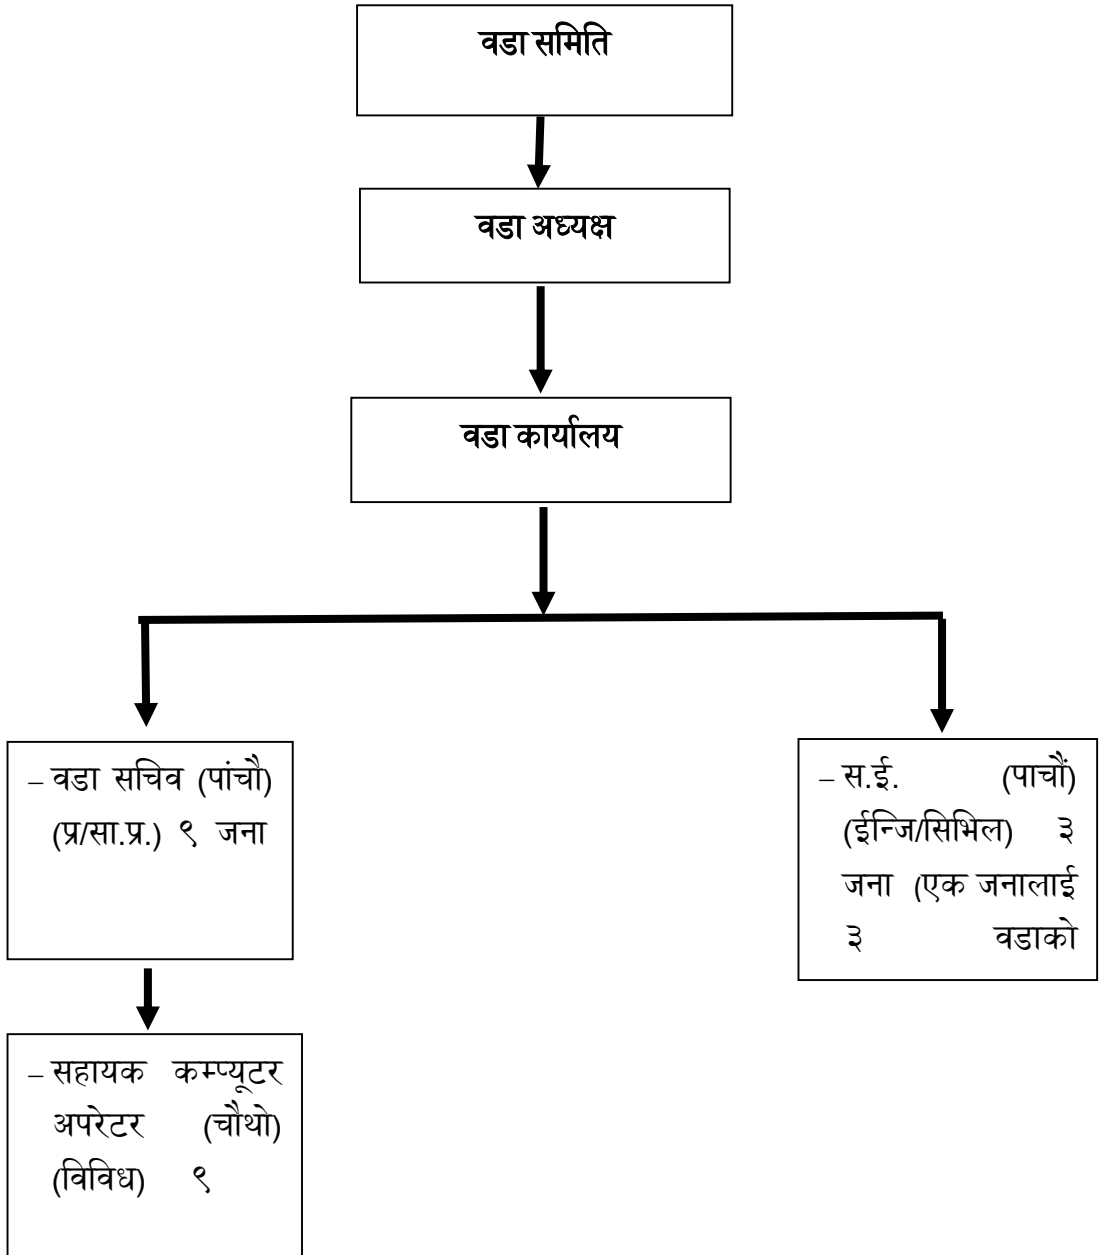 वडा समिति
वडा अध्यक्ष
वडा कार्यालय
– वडा सचिव (पांचौ)
(प्र/सा.प्र.) ९ जना
– स.ई. (पाचौं)
(ईन्जि/सिभिल) ३
जना (एक जनालाई
३ वडाको
– सहायक कम्प्यूटर
अपरेटर (चौथो)
(विविध) ९